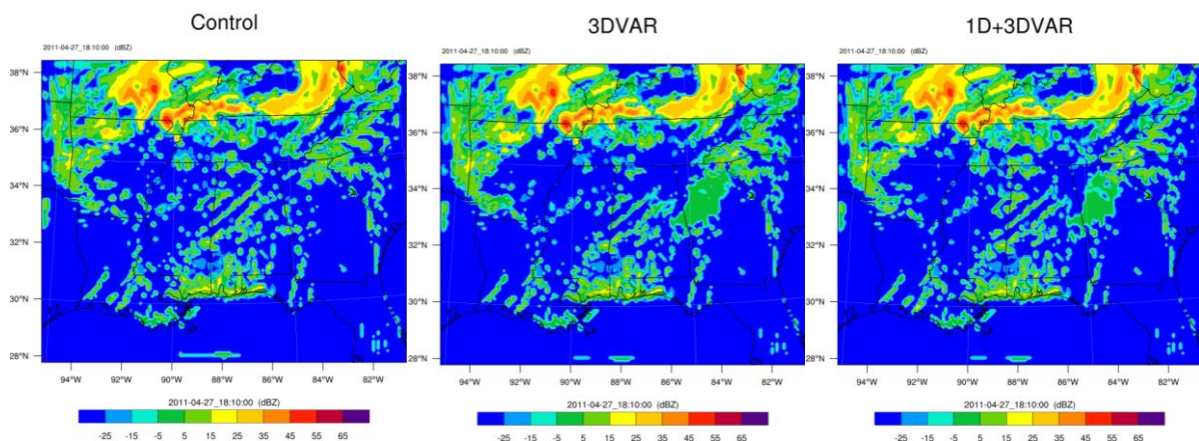 Control
3DVAR
1D+3DVAR
2011-04-27_18:10:00 (dBZ)
2011-04-27_18:10:00 (dBZ)
2011-04-27_18:10:00 (dBZ)
38°N
36°N
34°N
32°N
30°N
28°N
38°N
36°N
34°N
32°N
30°N
28°N
38°N
36°N
34°N
32°N
30°N
28°N
94°W 92°W 90°W 88°W 86°W 84°W 82°W
94°W 92°W 90°W 88°W 86°W 84°W 82°W
94°W 92°W 90°W 88°W 86°W 84°W 82°W
2011-04-27_18:10:00 (dBZ)
2011-04-27_18:10:00 (dBZ)
2011-04-27_18:10:00 (dBZ)
-25 -15 -5 5 15 25 35 45 55 65
-25 -15 -5 5 15 25 35 45 55 65
-25 -15 -5 5 15 25 35 45 55 65